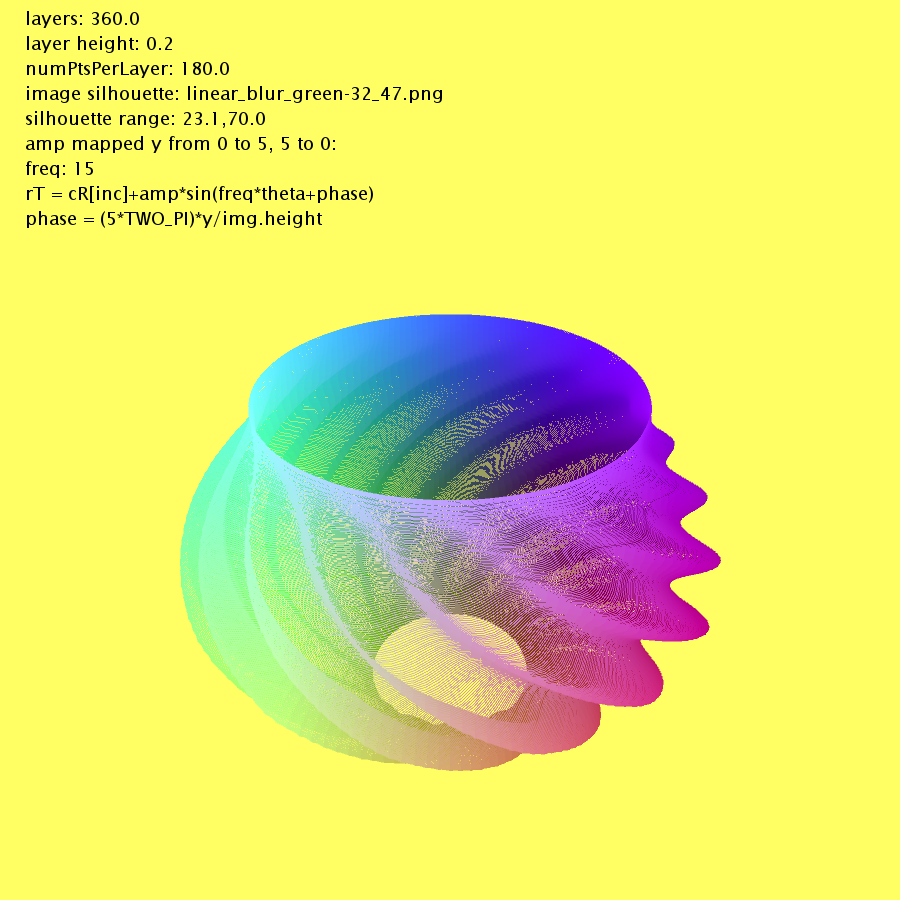 layers: 360.0
layer height: 0.2
numPtsPerLayer: 180.0
image silhouette: linear_blur_green-32_47.png
silhouette range: 23.1,70.0
amp mapped y from 0 to 5, 5 to 0:
freq: 15
rT = cR[inc]+amp*sin(freq*theta+phase)
phase = (5*TWO_PI)*y/img.height